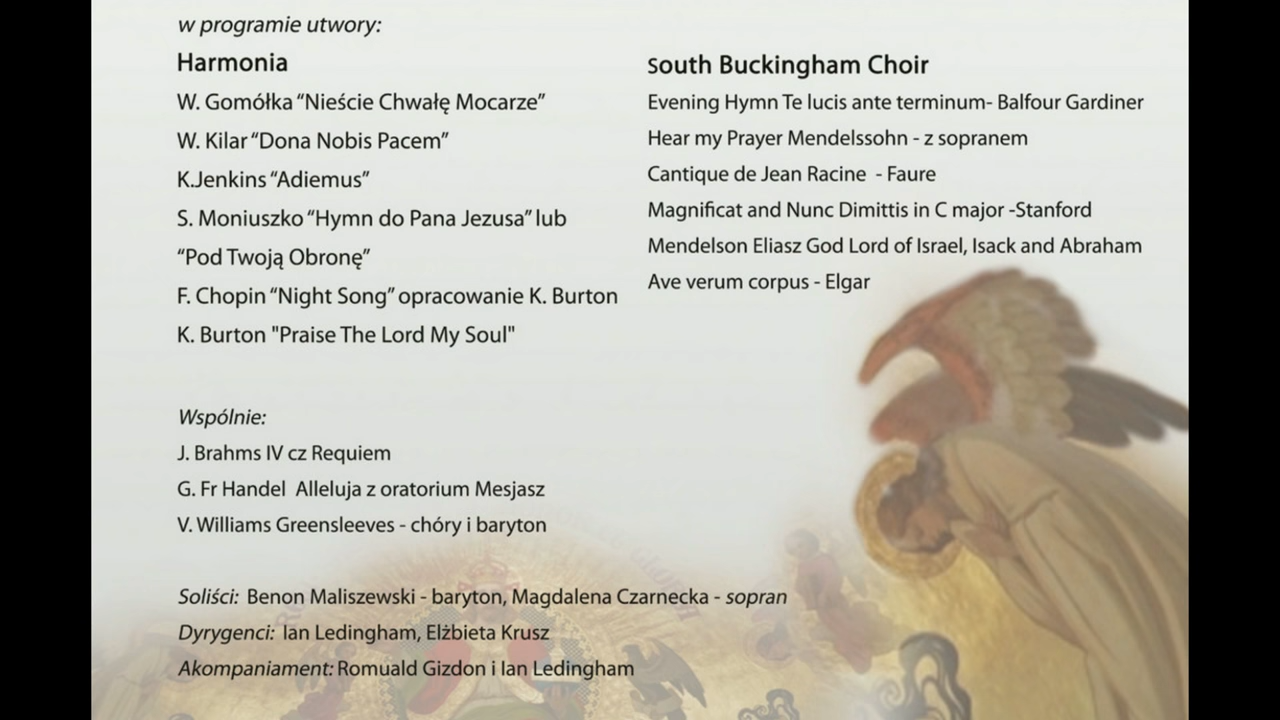 w programie utwory:
Harmonia
W. Gomółka “Nieście Chwałę Mocarze”
W. Kilar “Dona Nobis Pacem”
K.Jenkins “Adiemus”
S. Moniuszko “Hymn do Pana Jezusa” lub
“Pod Twoją Obronę”
F. Chopin “Night Song” opracowanie K. Burton
K. Burton "Praise The Lord My Soul"
South Buckingham Choir
Evening Hymn Te lucis ante terminum- Balfour Gardiner
Hear my Prayer Mendelssohn - z sopranem
Cantique de Jean Racine - Faure
Magnificat and Nunc Dimittis in C major -Stanford
Mendelson Eliasz God Lord of Israel, Isack and Abraham
Ave verum corpus - Elgar
Wspólnie:
J. Brahms IV cz Requiem
G. Fr Handel Alleluja z oratorium Mesjasz
V. Williams Greensleeves - chóry i baryton
Soliści: Benon Maliszewski - baryton, Magdalena Czarnecka - sopran
Dyrygenci: Ian Ledingham, Elżbieta Krusz
Akompaniament: Romuald Gizdon i Ian Ledingham